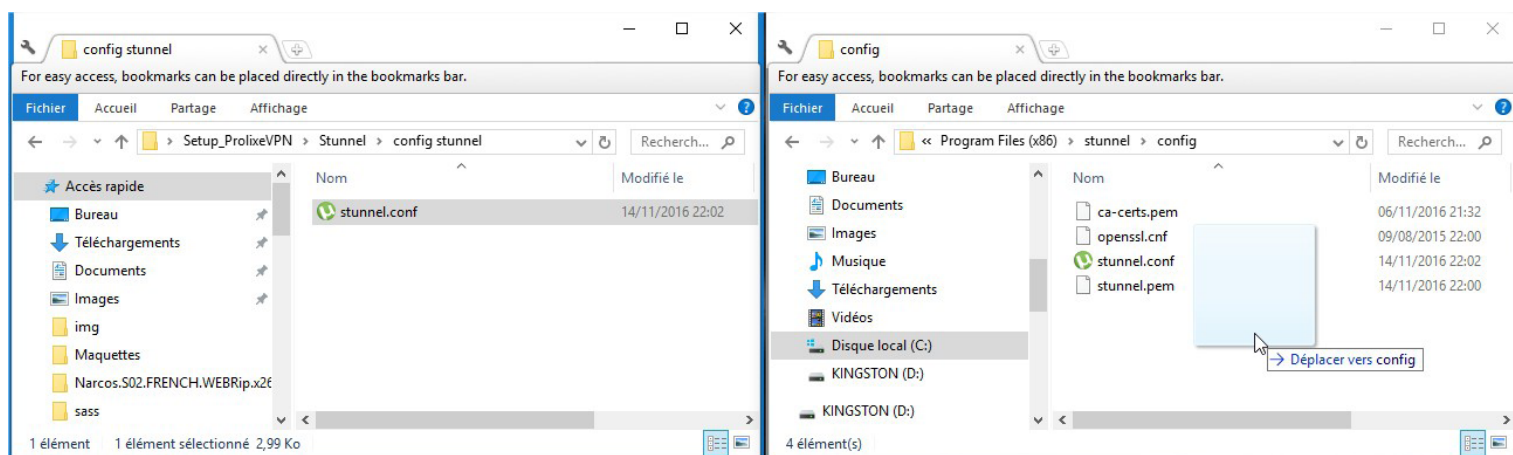 config stunnel
For easy access, bookmarks can be placed directly in the bookmarks bar.
Fichier Accueil Partage Affichage
Setup_ProlixeVPN > Stunnel > config stunnel Recherch...
Accès rapide
Bureau
Téléchargements
Documents
Images
img
Maquettes
Narcos.S02.FRENCH.WEBRip.x26
sass
Nom Modifié le
stunnel.conf 14/11/2016 22:02
1 élément 1 élément sélectionné 2,99 Ko
config
For easy access, bookmarks can be placed directly in the bookmarks bar.
Fichier Accueil Partage Affichage
« Program Files (x86) > stunnel > config Recherch...
Bureau
Documents
Images
Musique
Téléchargements
Vidéos
Disque local (C:)
KINGSTON (D:)
KINGSTON (D:)
Nom Modifié le
ca-certs.pem 06/11/2016 21:32
openssl.cnf 09/08/2015 22:00
stunnel.conf 14/11/2016 22:02
stunnel.pem 14/11/2016 22:00
Déplacer vers config
4 élément(s)